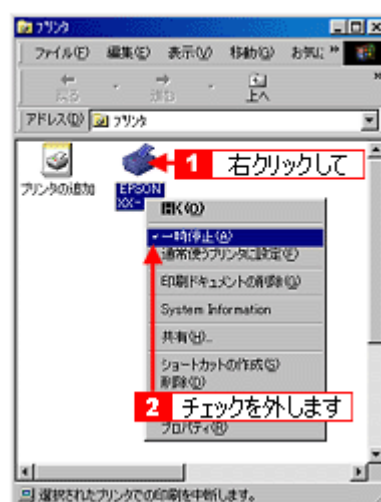 プリンタ
ファイル(F) 編集(E) 表示(V) 移動(G) お気に »
戻る 進む 上へ »
アドレス(D) プリンタ
1 右クリックして
プリンタの追加 EPSON
XX-
開く(O)
一時停止(A)
通常使うプリンタに設定(F)
印刷ドキュメントの削除(G)
System Information
共有(H)...
ショートカットの作成(S)
削除(D)
2 チェックを外します
プロパティ(R)
選択されたプリンタでの印刷を中断します。